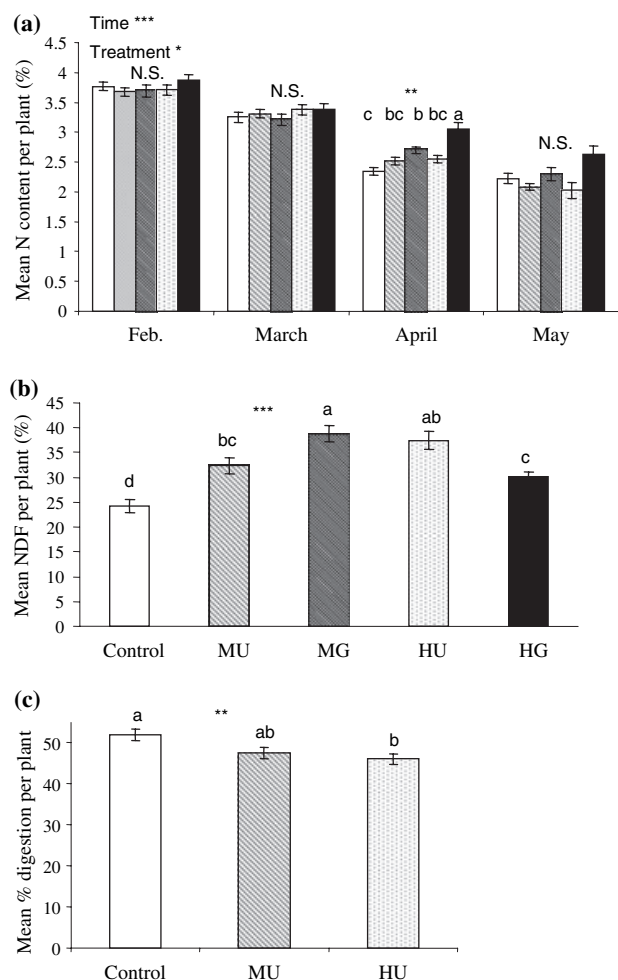 (a)
Time ***
Treatment *
N.S.
N.S.
**
c bc b bc a
N.S.
Mean N content per plant (%)
4.5
4
3.5
3
2.5
2
1.5
1
0.5
0
Feb. March April May
(b)
***
d
bc
a
ab
c
Mean NDF per plant (%)
45
40
35
30
25
20
15
10
5
0
Control MU MG HU HG
(c)
**
a
ab
b
Mean % digestion per plant
50
40
30
20
10
0
Control MU HU